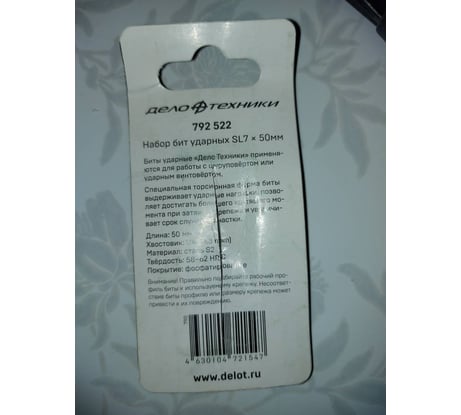 ДЕЛО ТЕХНИКИ
792 522
Набор бит ударных SL7 × 50мм
Биты ударные «Дело Техники» применя-
ются для работы с шуруповёртом или
ударным винтовёртом.
Специальная торсионная форма биты
выдерживает ударные нагрузки, позво-
ляет достигать большего крутящего мо-
мента при затяжке крепежа и увеличи-
вает срок оснастки.
Длина: 50 мм
Хвостовик:
Материал: сталь S2
Твёрдость: 58-62 HRC
Покрытие: фосфатирование
Внимание! Правильно подбирайте рабочий про-
филь биты к используемому крепежу. Несоответ-
ствие биты профилю или размеру крепежа может
привести к их повреждению.
4 630104 721547
www.delot.ru